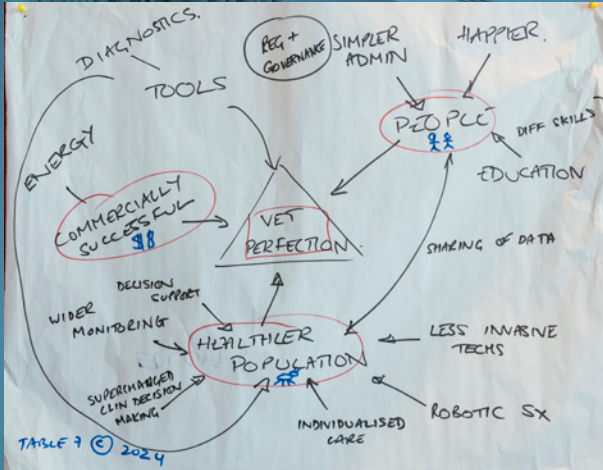 DIAGNOSTICS.
REG +
GOVERNANCE
SIMPLER
ADMIN
HAPPIER.
TOOLS
PEOPLE
DIFF SKILLS
ENERGY
EDUCATION
COMMERCIALLY
SUCCESSFUL
$$
VET
PERFECTION
SHARING OF DATA
DECISION
SUPPORT
WIDER
MONITORING
HEALTHIER
POPULATION
LESS INVASIVE
TECHS
SUPERCHARGED
CLIN DECISION
MAKING
INDIVIDUALISED
CARE
ROBOTIC SX
TABLE 7 © 2024